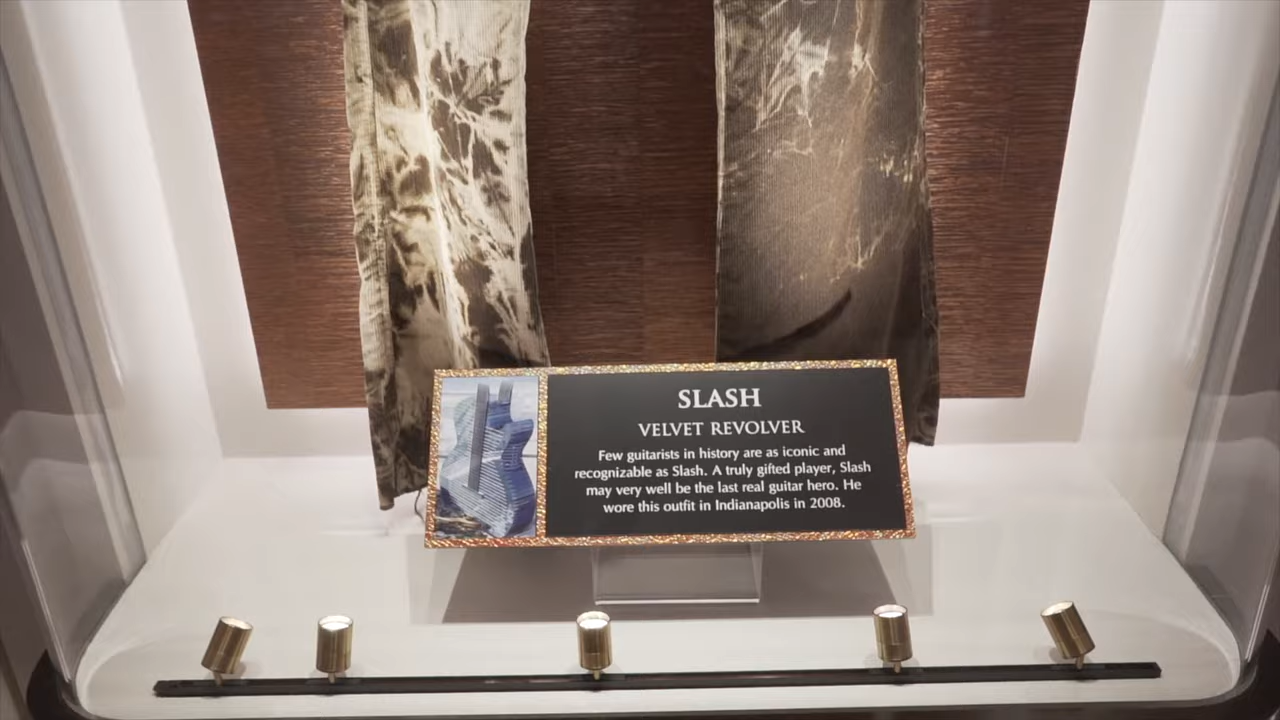 SLASH
VELVET REVOLVER
Few guitarists in history are as iconic and
recognizable as Slash. A truly gifted player, Slash
may very well be the last real guitar hero. He
wore this outfit in Indianapolis in 2008.